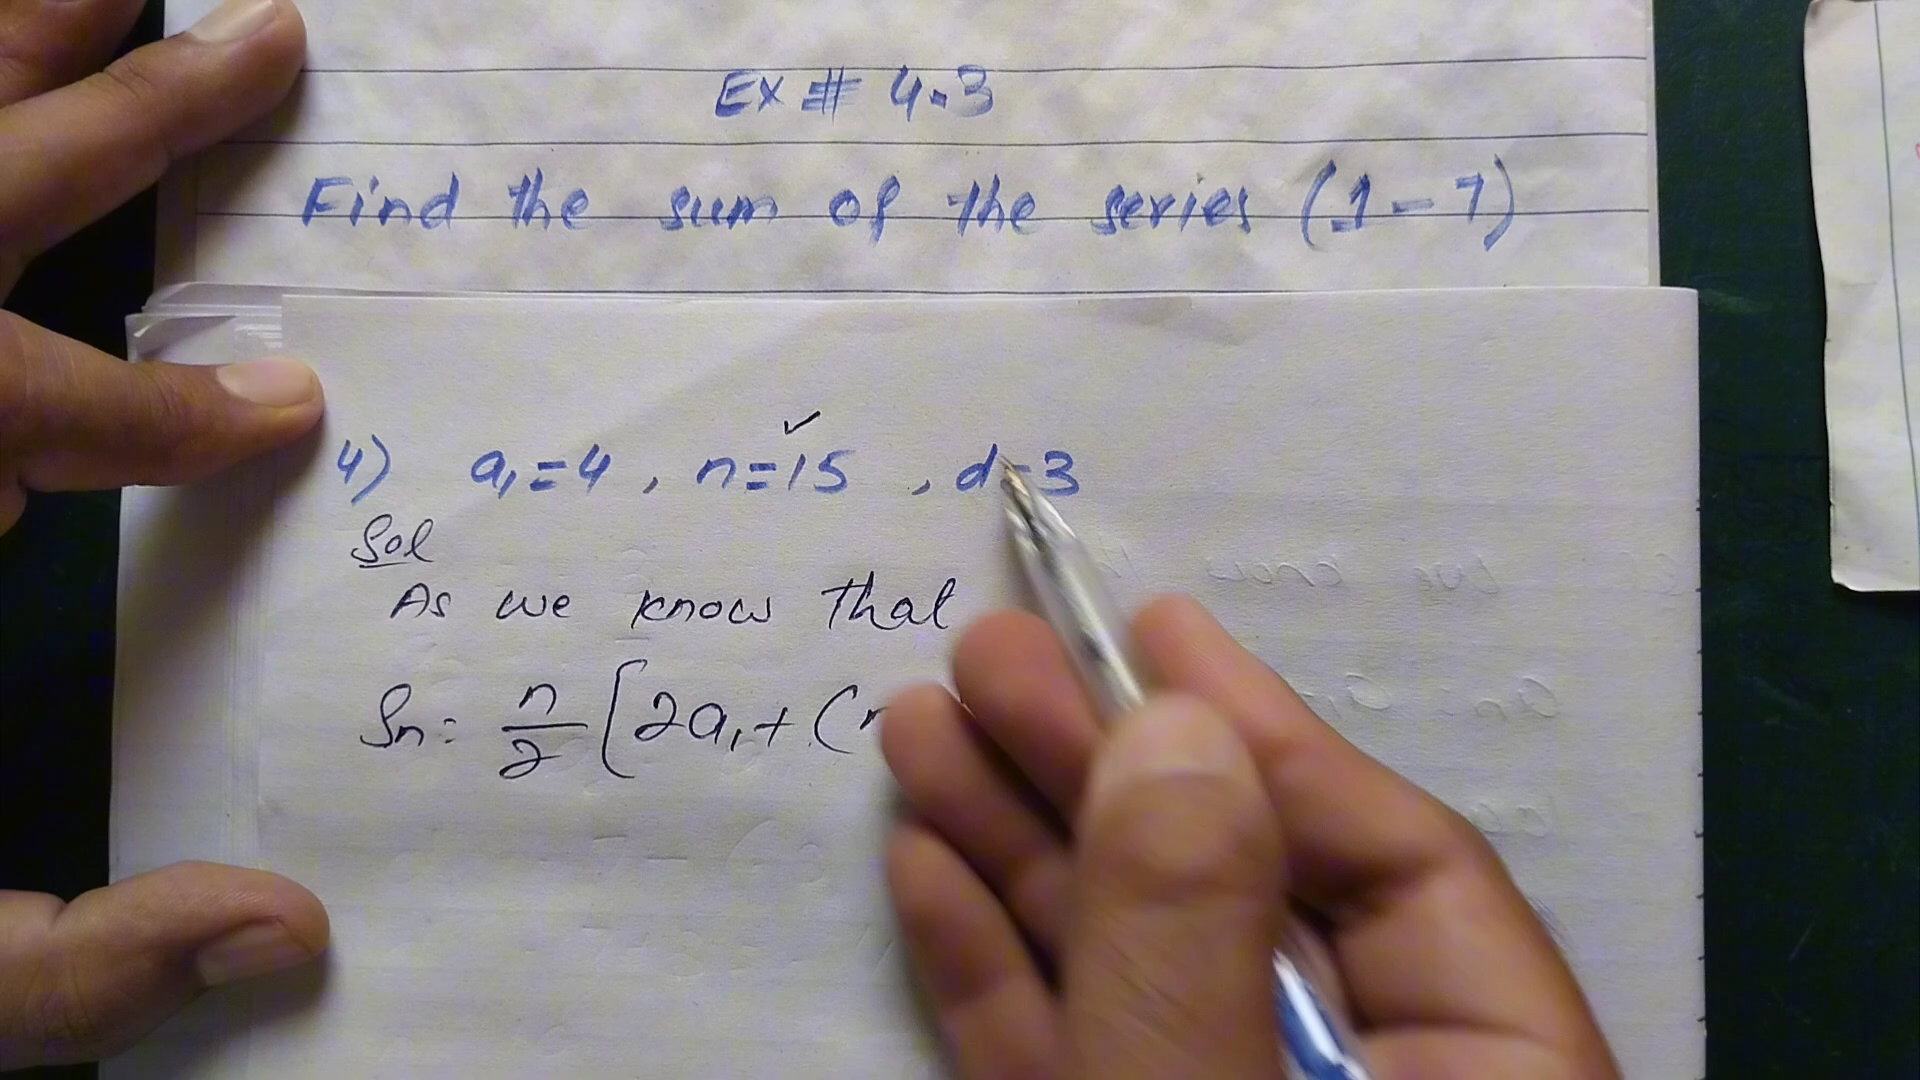 Ex # 4.3
Find the sum of the series (1-7)
4) a₁=4, n=15, d=3
Sol
As we know that
Sn= n/2 [2a₁+(n